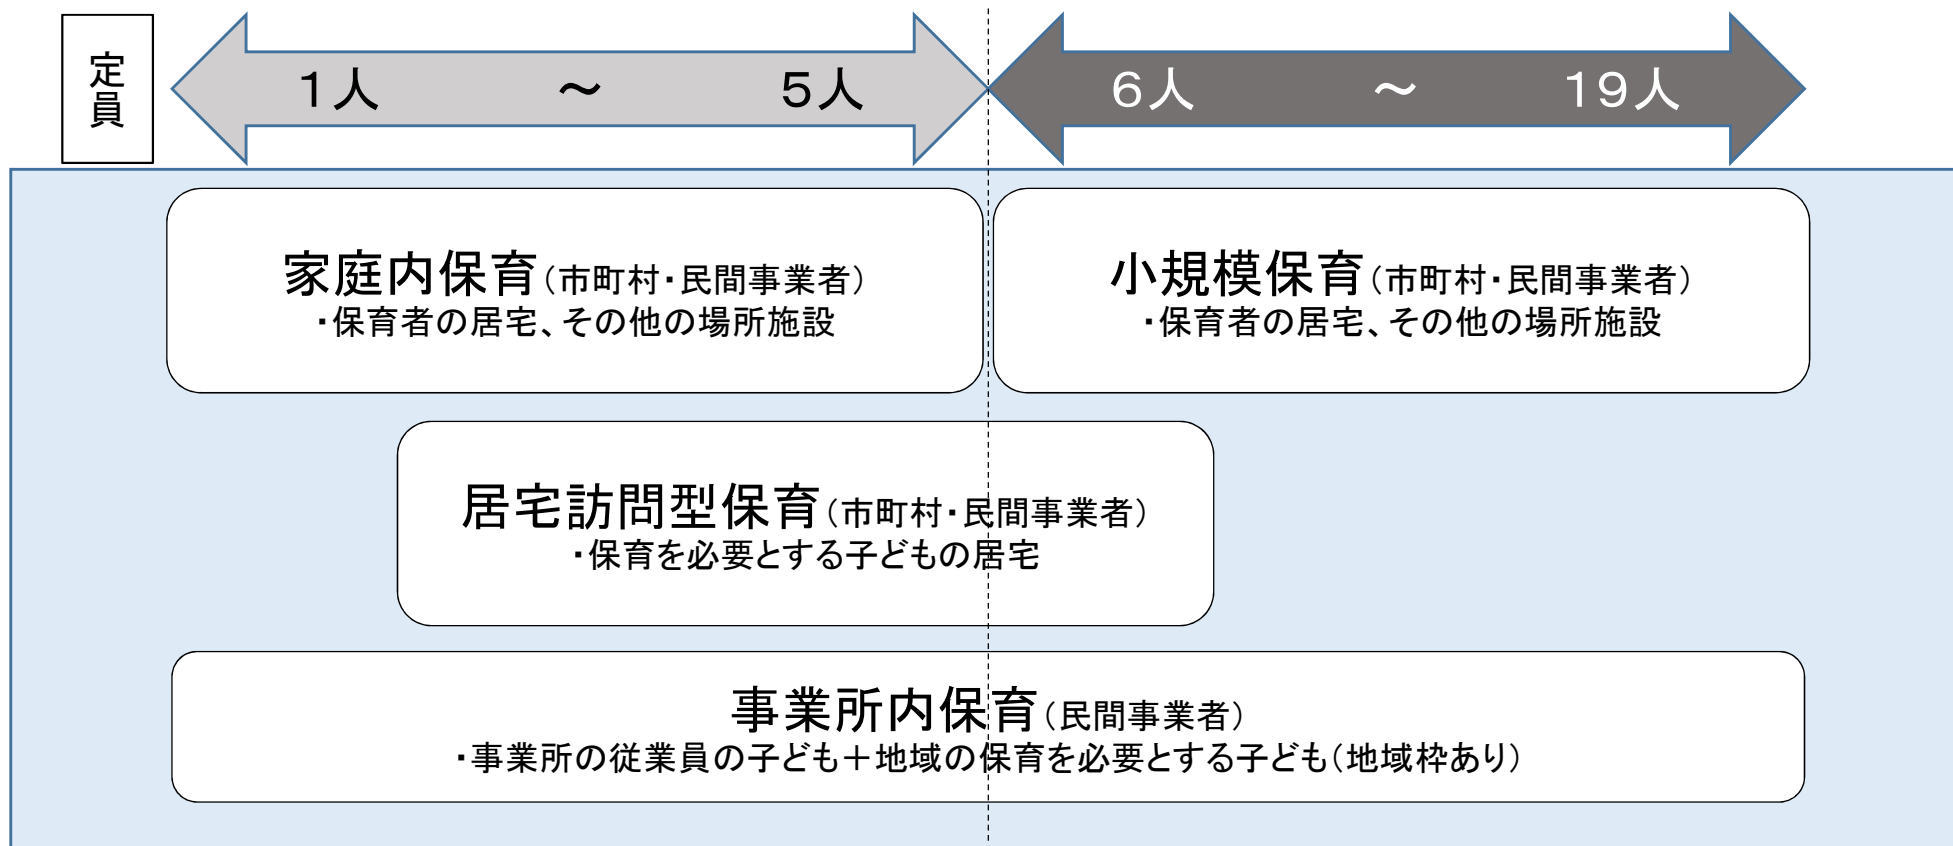 定員
1人 ～ 5人
6人 ～ 19人
家庭内保育（市町村・民間事業者）
・保育者の居宅、その他の場所施設
小規模保育（市町村・民間事業者）
・保育者の居宅、その他の場所施設
居宅訪問型保育（市町村・民間事業者）
・保育を必要とする子どもの居宅
事業所内保育（民間事業者）
・事業所の従業員の子ども＋地域の保育を必要とする子ども（地域枠あり）